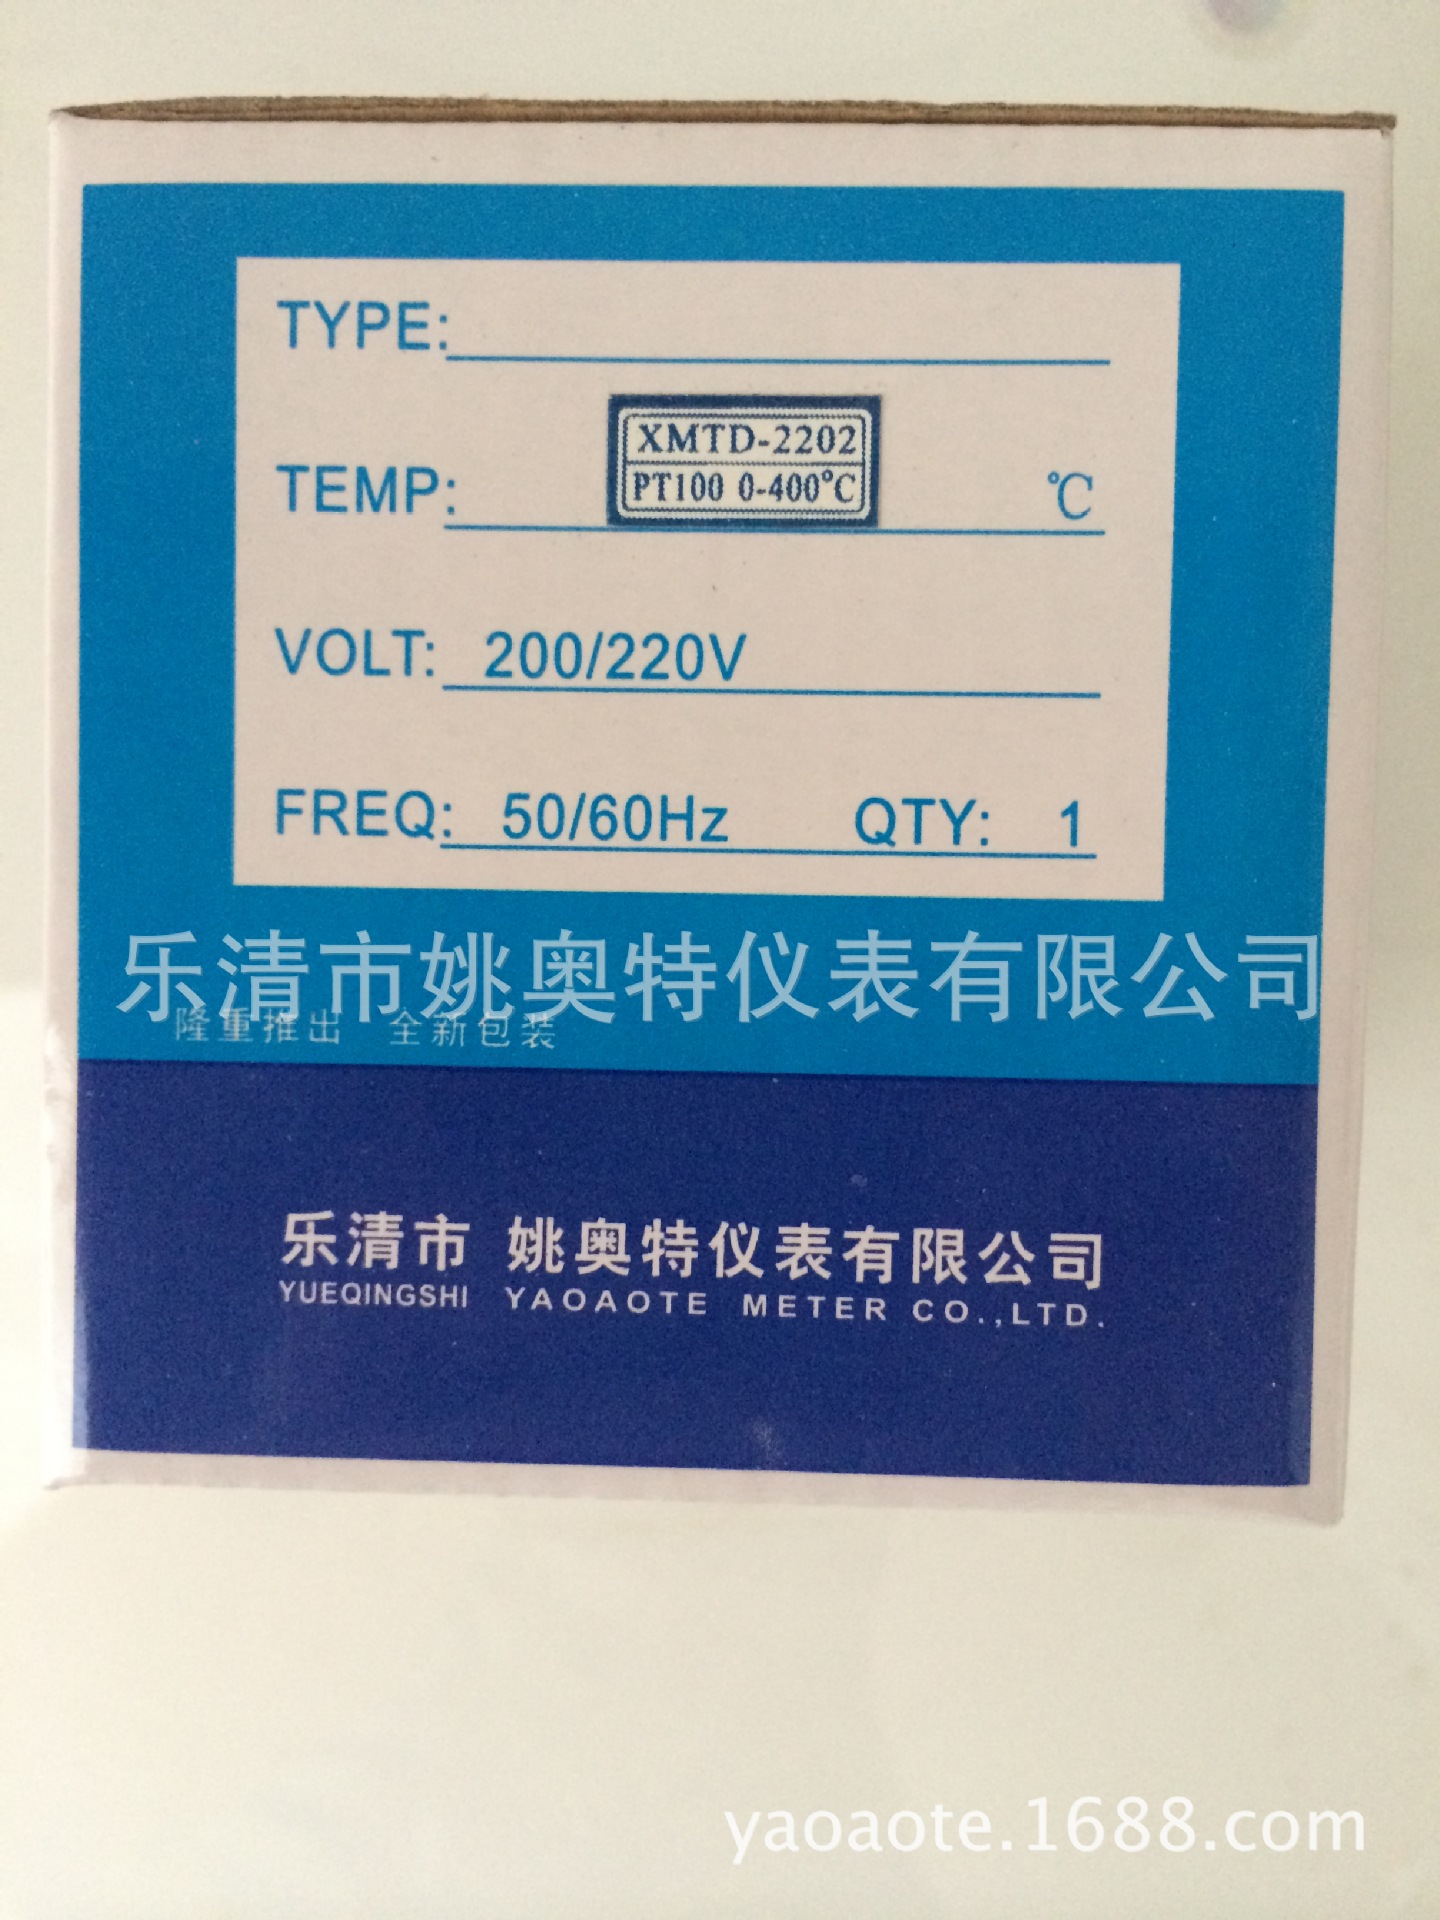 TYPE:
XMTD-2202
TEMP: PT100 0-400°C ℃
VOLT: 200/220V
FREQ: 50/60Hz QTY: 1
乐清市姚奥特仪表有限公司
隆重推出 全新包装
乐清市 姚奥特仪表有限公司
YUEQINGSHI YAOAOTE METER CO.,LTD.
yaoaote.1688.com